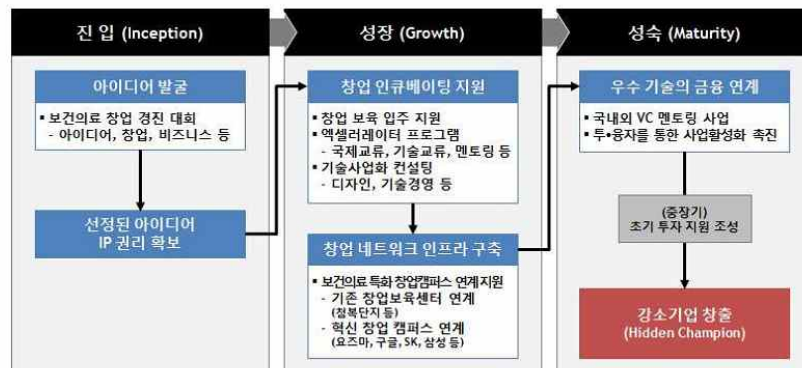 진 입 (Inception)
아이디어 발굴
▪ 보건의료 창업 경진 대회
- 아이디어, 창업, 비즈니스 등
선정된 아이디어
IP 권리 확보
성장 (Growth)
창업 인큐베이팅 지원
▪ 창업 보육 입주 지원
▪ 엑셀러레이터 프로그램
- 국제교류, 기술교류, 멘토링 등
▪ 기술사업화 컨설팅
- 디자인, 기술경영 등
창업 네트워크 인프라 구축
▪ 보건의료 특화 창업캠퍼스 연계 지원
- 기존 창업보육센터 연계
(첨복단지 등)
- 혁신 창업 캠퍼스 연계
(요즈마, 구글, SK, 삼성 등)
성숙 (Maturity)
우수 기술의 금융 연계
▪ 국내외 VC 멘토링 사업
▪ 투•융자를 통한 사업활성화 촉진
(중장기)
초기 투자 지원 조성
강소기업 창출
(Hidden Champion)